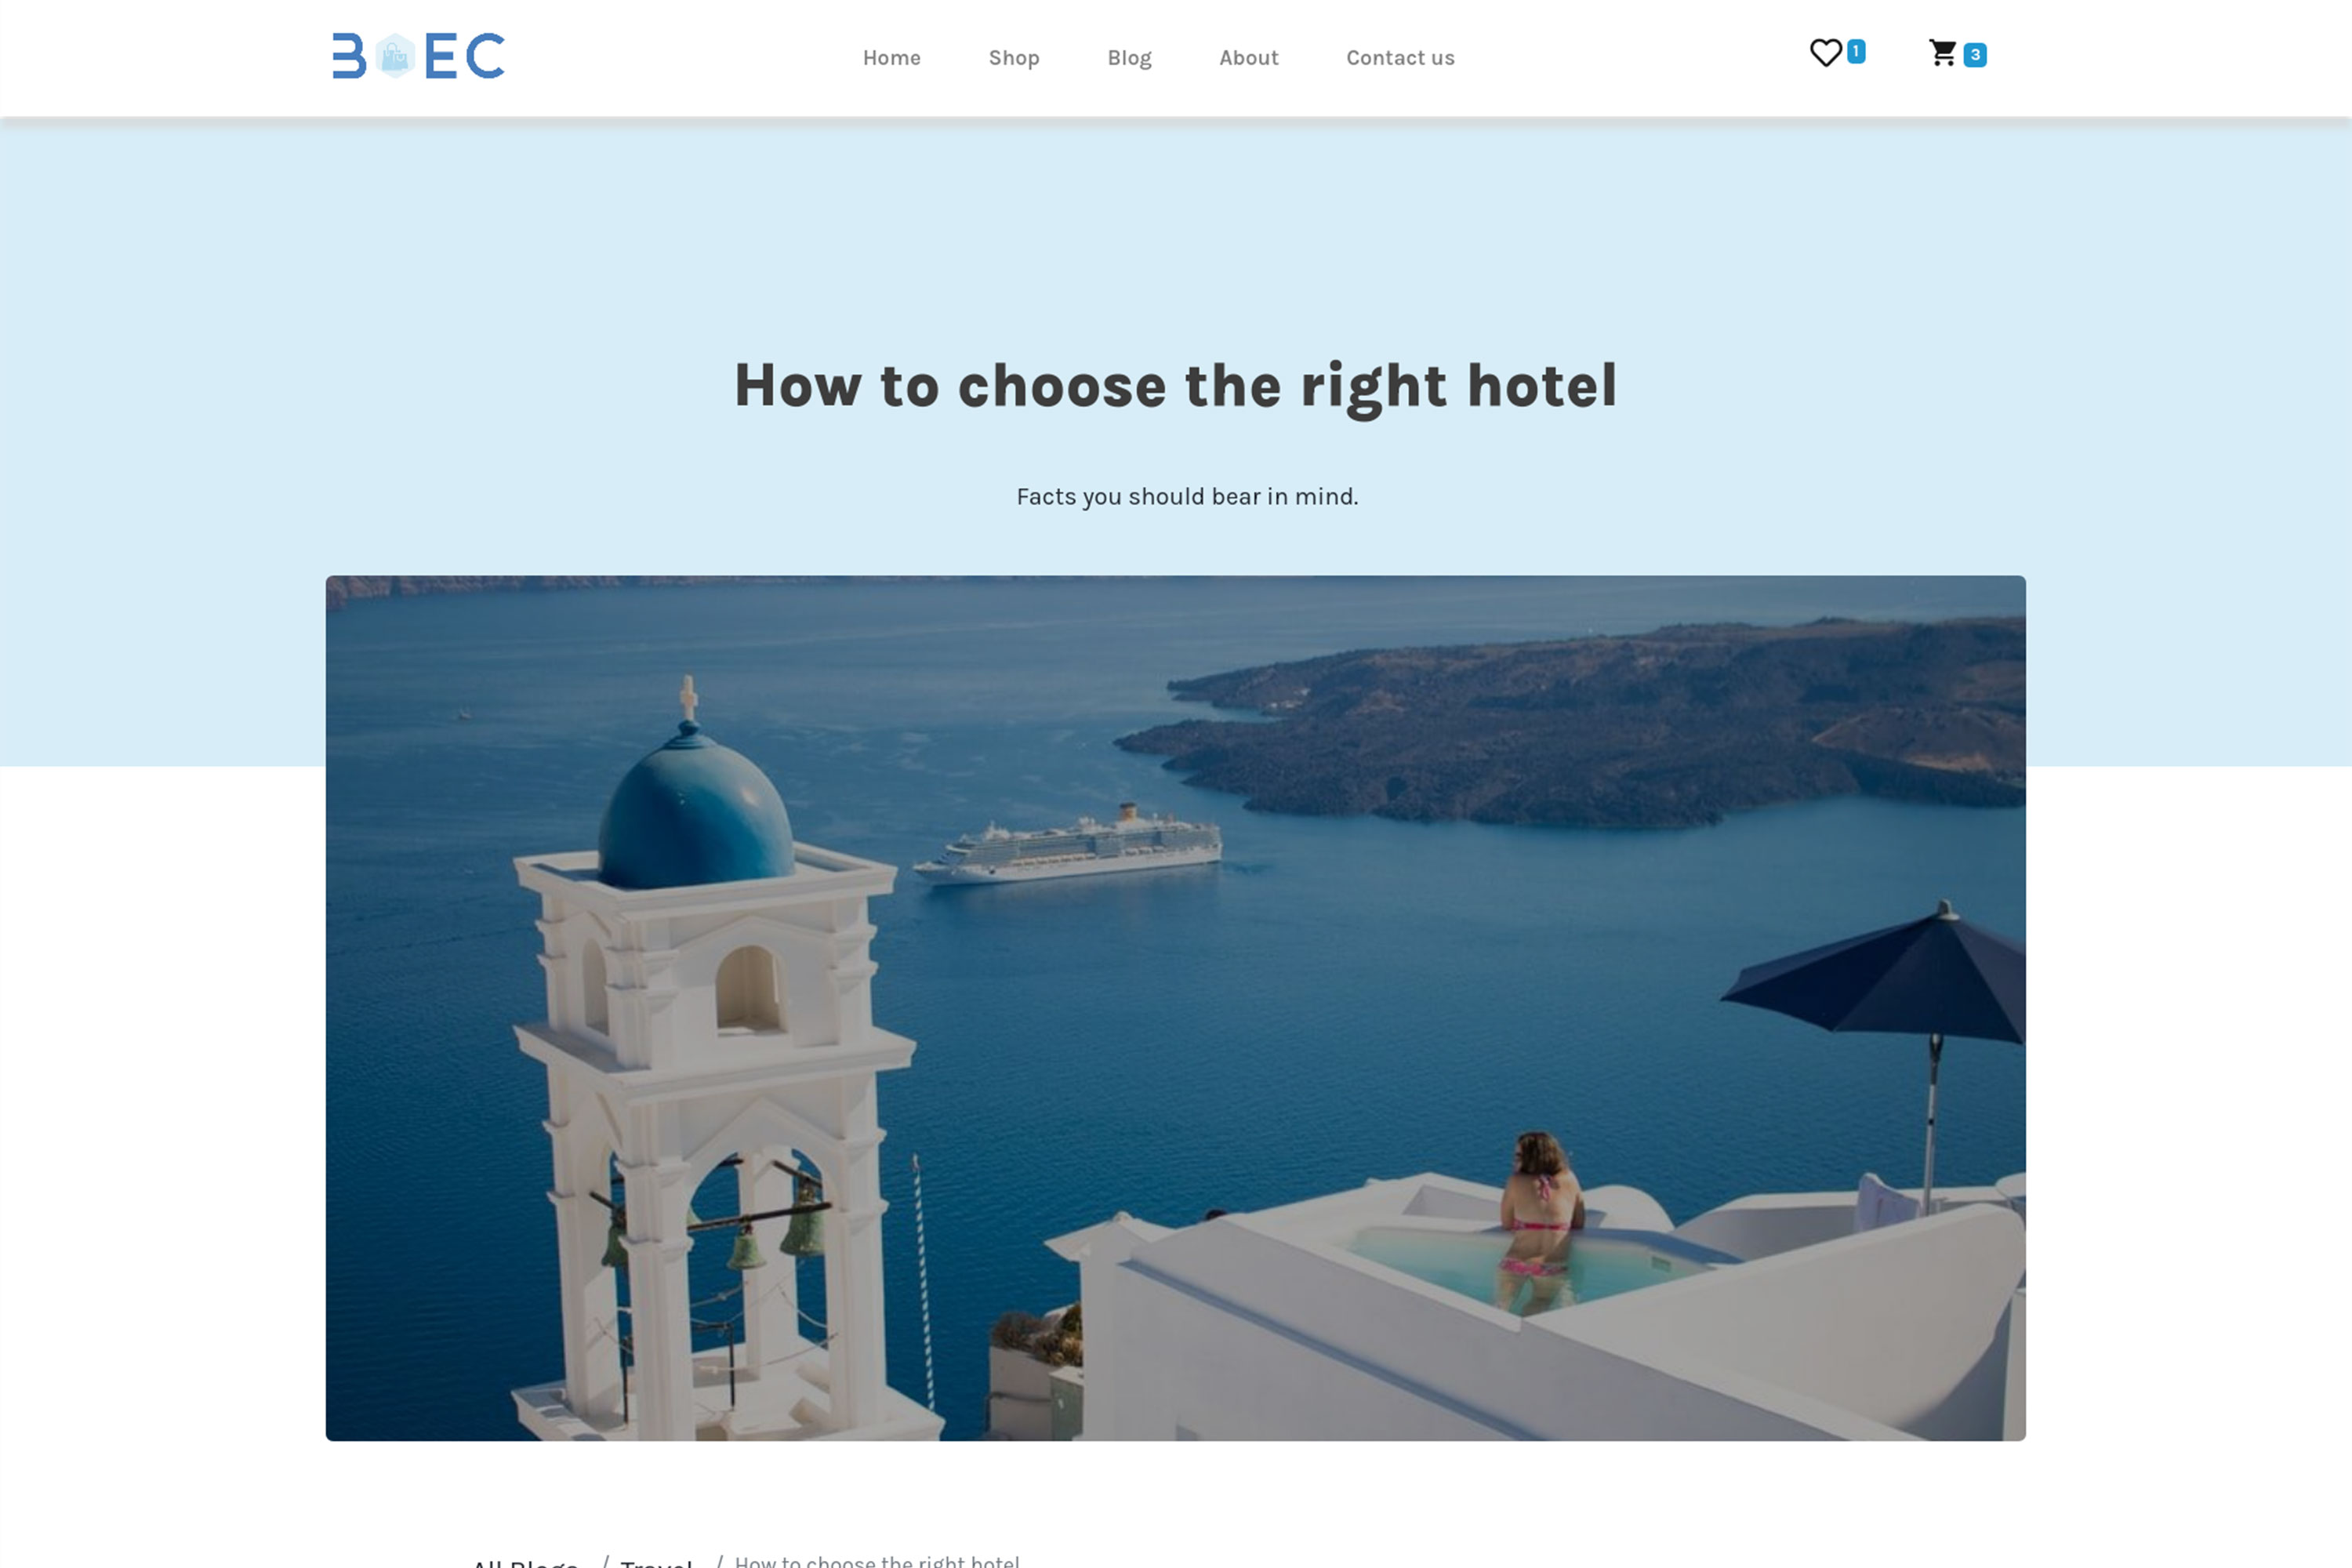 BOEC
Home Shop Blog About Contact us 1 3
How to choose the right hotel
Facts you should bear in mind.
All Blogs / Travel / How to choose the right hotel